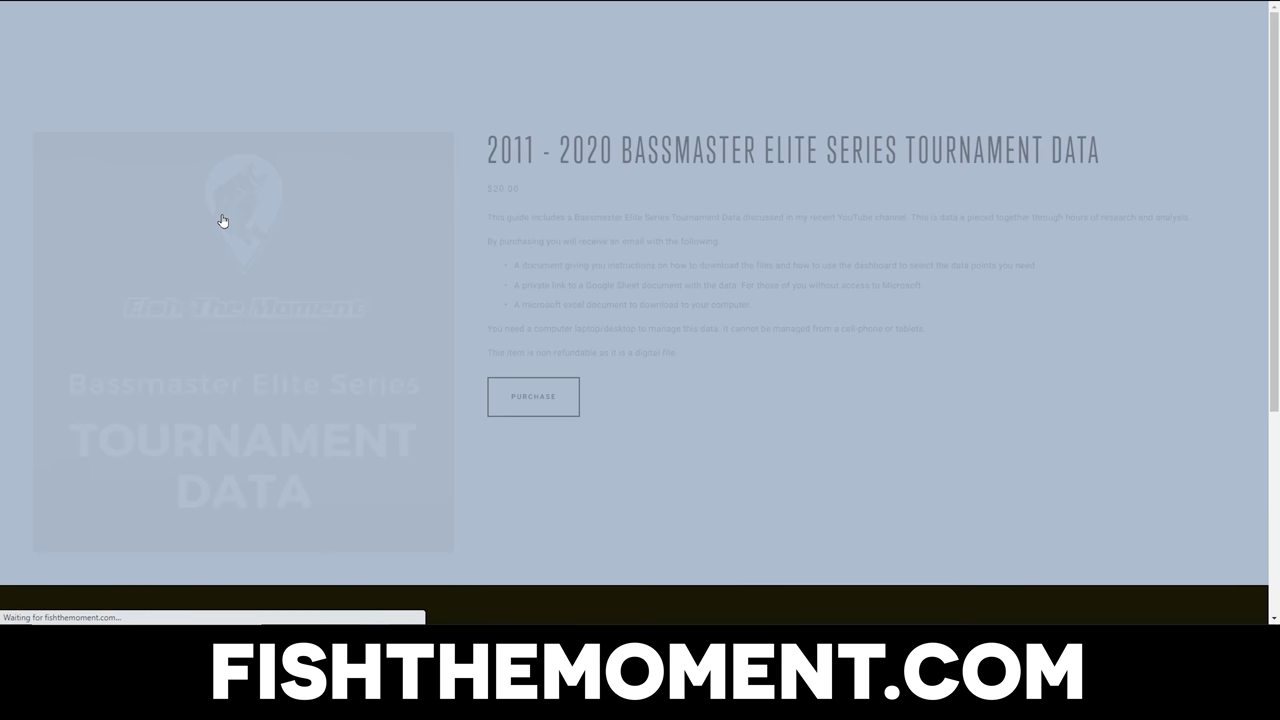 2011 - 2020 BASSMASTER ELITE SERIES TOURNAMENT DATA
$20.00
This guide includes a Bassmaster Elite Series Tournament Data discussed in my recent YouTube channel. This is data a pieced together through hours of research and analysis.
By purchasing you will receive an email with the following:
• A document giving you instructions on how to download the files and how to use the dashboard to select the data points you need.
• A private link to a Google Sheet document with the data. For those of you without access to Microsoft.
• A microsoft Excel document to download to your computer.
You need a computer laptop/desktop to manage this data. It cannot be managed from a cell-phone or tablets.
This item is non-refundable as it is a digital file.
PURCHASE
Fish The Moment
Bassmaster Elite Series
TOURNAMENT
DATA
Waiting for fishthemoment.com...
FISHTHEMOMENT.COM